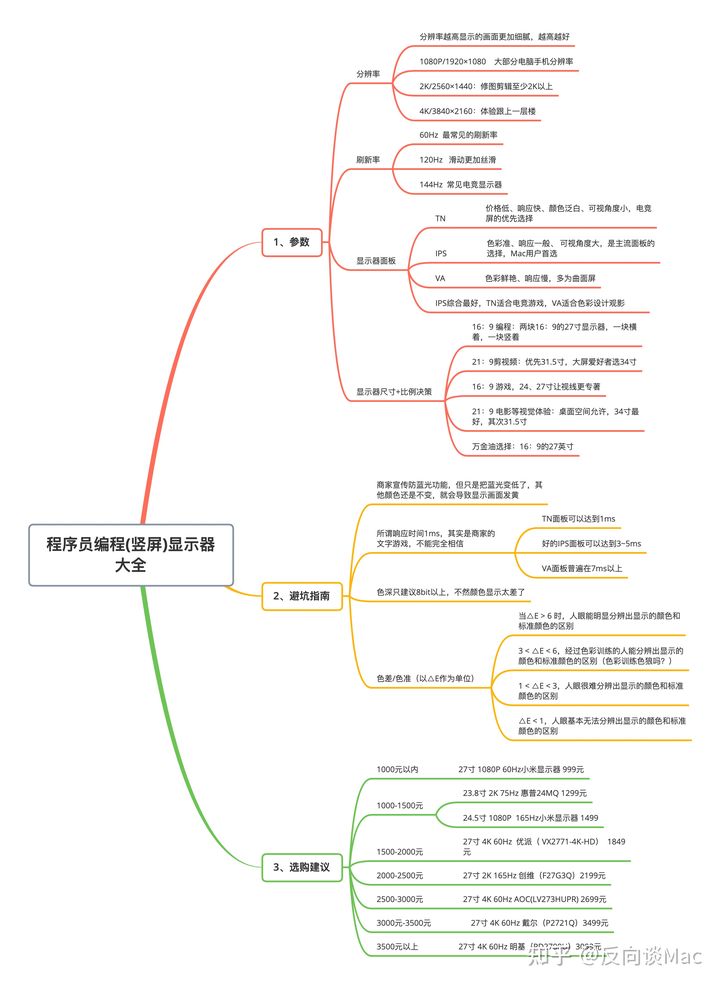 程序员编程(竖屏)显示器
大全
1、参数
分辨率
分辨率越高显示的画面更加细腻，越高越好
1080P/1920×1080 大部分电脑手机分辨率
2K/2560×1440：修图剪辑至少2K以上
4K/3840×2160：体验跟上一层楼
刷新率
60Hz 最常见的刷新率
120Hz 滑动更加丝滑
144Hz 常见电竞显示器
显示器面板
TN
价格低、响应快、颜色泛白、可视角度小，电竞
屏的优先选择
IPS
色彩准、响应一般、 可视角度大，是主流面板的
选择，Mac用户首选
VA
色彩鲜艳、响应慢，多为曲面屏
IPS综合最好，TN适合电竞游戏，VA适合色彩设计观影
显示器尺寸+比例决策
16：9 编程：两块16：9的27寸显示器，一块横
着，一块竖着
21：9剪视频：优先31.5寸，大屏爱好者选34寸
16：9 游戏，24、27寸让视线更专著
21：9 电影等视觉体验：桌面空间允许，34寸最
好，其次31.5寸
万金油选择：16：9的27英寸
2、避坑指南
商家宣传防蓝光功能，但只是把蓝光变低了，其
他颜色还是不变，就会导致显示画面发黄
所谓响应时间1ms，其实是商家的
文字游戏，不能完全相信
TN面板可以达到1ms
好的IPS面板可以达到3~5ms
VA面板普遍在7ms以上
色深只建议8bit以上，不然颜色显示太差了
色差/色准（以△E作为单位）
当△E > 6 时，人眼能明显分辨出显示的颜色和
标准颜色的区别
3 < △E < 6，经过色彩训练的人能分辨出显示的
颜色和标准颜色的区别（色彩训练色狼吗？）
1 < △E < 3，人眼很难分辨出显示的颜色和标准
颜色的区别
△E < 1，人眼基本无法分辨出显示的颜色和标准
颜色的区别
3、选购建议
1000元以内
27寸 1080P 60Hz小米显示器 999元
1000-1500元
23.8寸 2K 75Hz 惠普24MQ 1299元
24.5寸 1080P 165Hz小米显示器 1499
1500-2000元
27寸 4K 60Hz 优派（ VX2771-4K-HD） 1849
元
2000-2500元
27寸 2K 165Hz 创维（F27G3Q）2199元
2500-3000元
27寸 4K 60Hz AOC(LV273HUPR) 2699元
3000元-3500元
27寸 4K 60Hz 戴尔（P2721Q）3499元
3500元以上
27寸 4K 60Hz 明基
知乎 @反向谈Mac